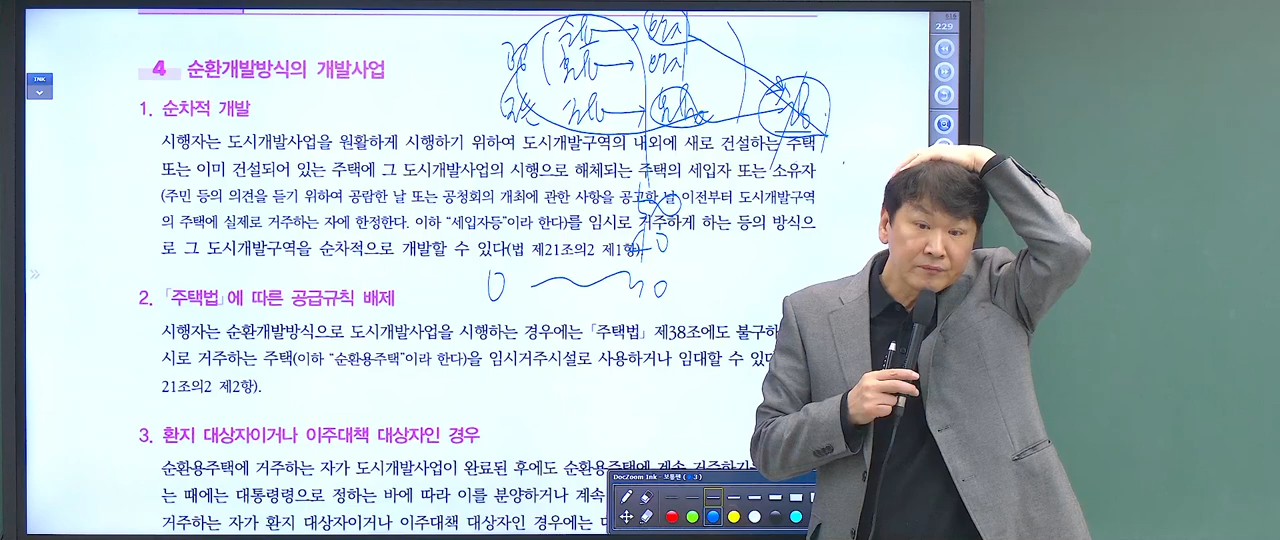 515
229
INK
4 순환개발방식의 개발사업
1. 순차적 개발
시행자는 도시개발사업을 원활하게 시행하기 위하여 도시개발구역의 내외에 새로 건설하는 주택
또는 이미 건설되어 있는 주택에 그 도시개발사업의 시행으로 해체되는 주택의 세입자 또는 소유자
(주민 등의 의견을 듣기 위하여 공람한 날 또는 공청회의 개최에 관한 사항을 공고한 날 이전부터 도시개발구역
의 주택에 실제로 거주하는 자에 한정한다. 이하 “세입자등”이라 한다)를 임시로 거주하게 하는 등의 방식으
로 그 도시개발구역을 순차적으로 개발할 수 있다(법 제21조의2 제1항).
2. 「주택법」에 따른 공급규칙 배제
시행자는 순환개발방식으로 도시개발사업을 시행하는 경우에는 「주택법」 제38조에도 불구하
시로 거주하는 주택(이하 “순환용주택”이라 한다)을 임시거주시설로 사용하거나 임대할 수 있다
21조의2 제2항).
3. 환지 대상자이거나 이주대책 대상자인 경우
순환용주택에 거주하는 자가 도시개발사업이 완료된 후에도 순환용주택에 계속 거주하기
는 때에는 대통령령으로 정하는 바에 따라 이를 분양하거나 계속
거주하는 자가 환지 대상자이거나 이주대책 대상자인 경우에는
DocZoom Ink - 보통펜 ( 3 )